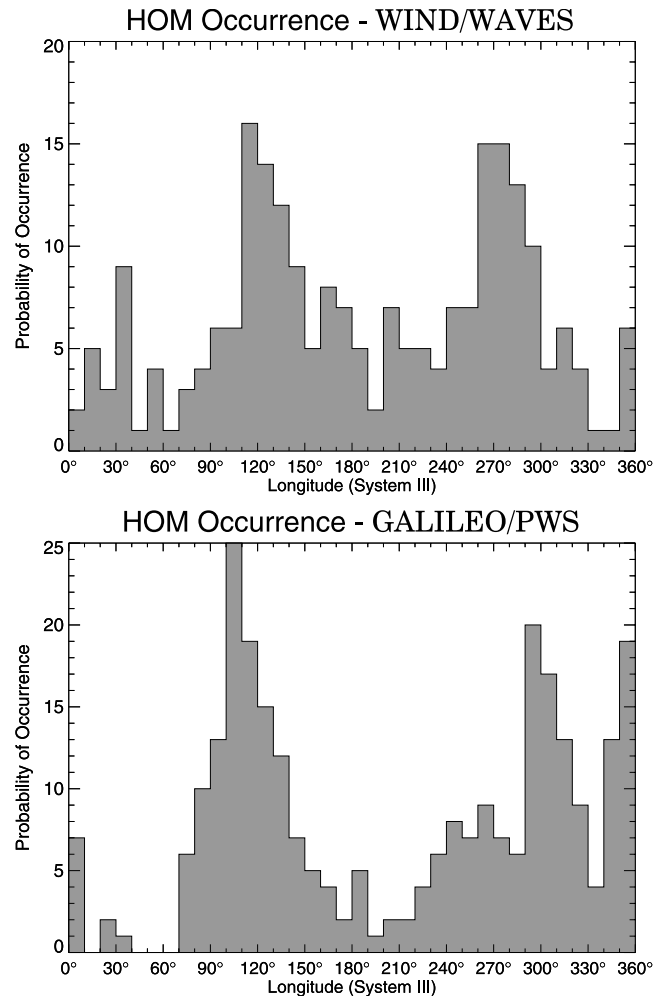 HOM Occurrence - WIND/WAVES
20
15
10
5
0
Probability of Occurrence
0° 30° 60° 90° 120° 150° 180° 210° 240° 270° 300° 330° 360°
Longitude (System III)
HOM Occurrence - GALILEO/PWS
25
20
15
10
5
0
Probability of Occurrence
0° 30° 60° 90° 120° 150° 180° 210° 240° 270° 300° 330° 360°
Longitude (System III)